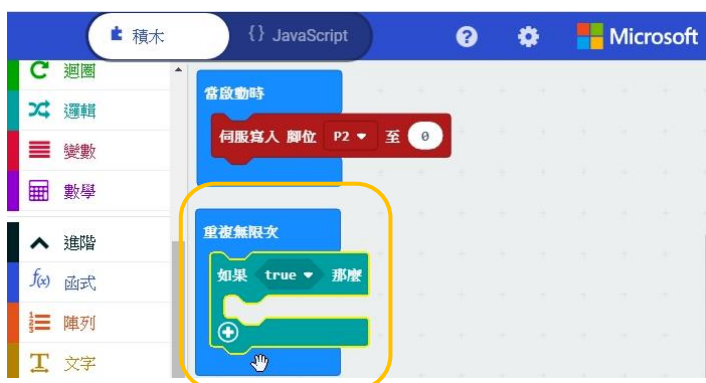 積木
{} JavaScript
Microsoft
迴圈
邏輯
變數
數學
進階
f(x) 函式
陣列
文字
當啟動時
伺服寫入 腳位 P2 至 0
重複無限次
如果 true 那麼